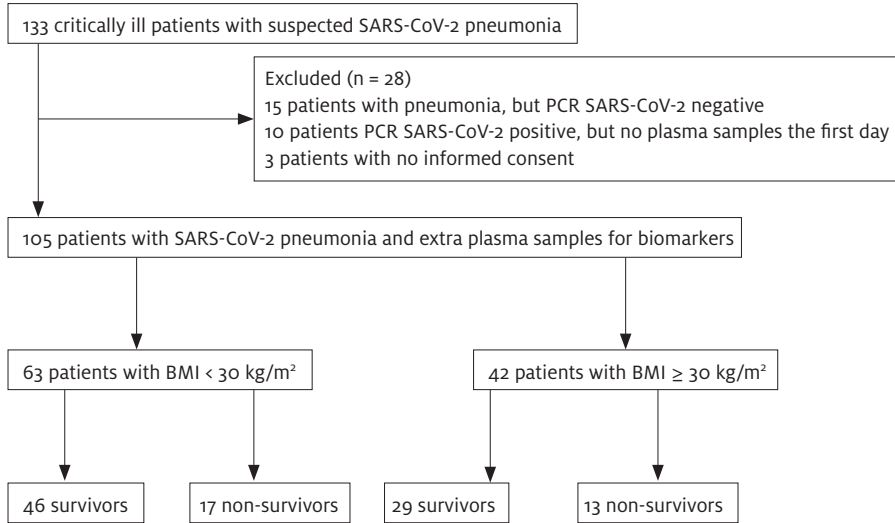 133 critically ill patients with suspected SARS-CoV-2 pneumonia
Excluded (n = 28)
15 patients with pneumonia, but PCR SARS-CoV-2 negative
10 patients PCR SARS-CoV-2 positive, but no plasma samples the first day
3 patients with no informed consent
105 patients with SARS-CoV-2 pneumonia and extra plasma samples for biomarkers
63 patients with BMI < 30 kg/m²
42 patients with BMI ≥ 30 kg/m²
46 survivors
17 non-survivors
29 survivors
13 non-survivors